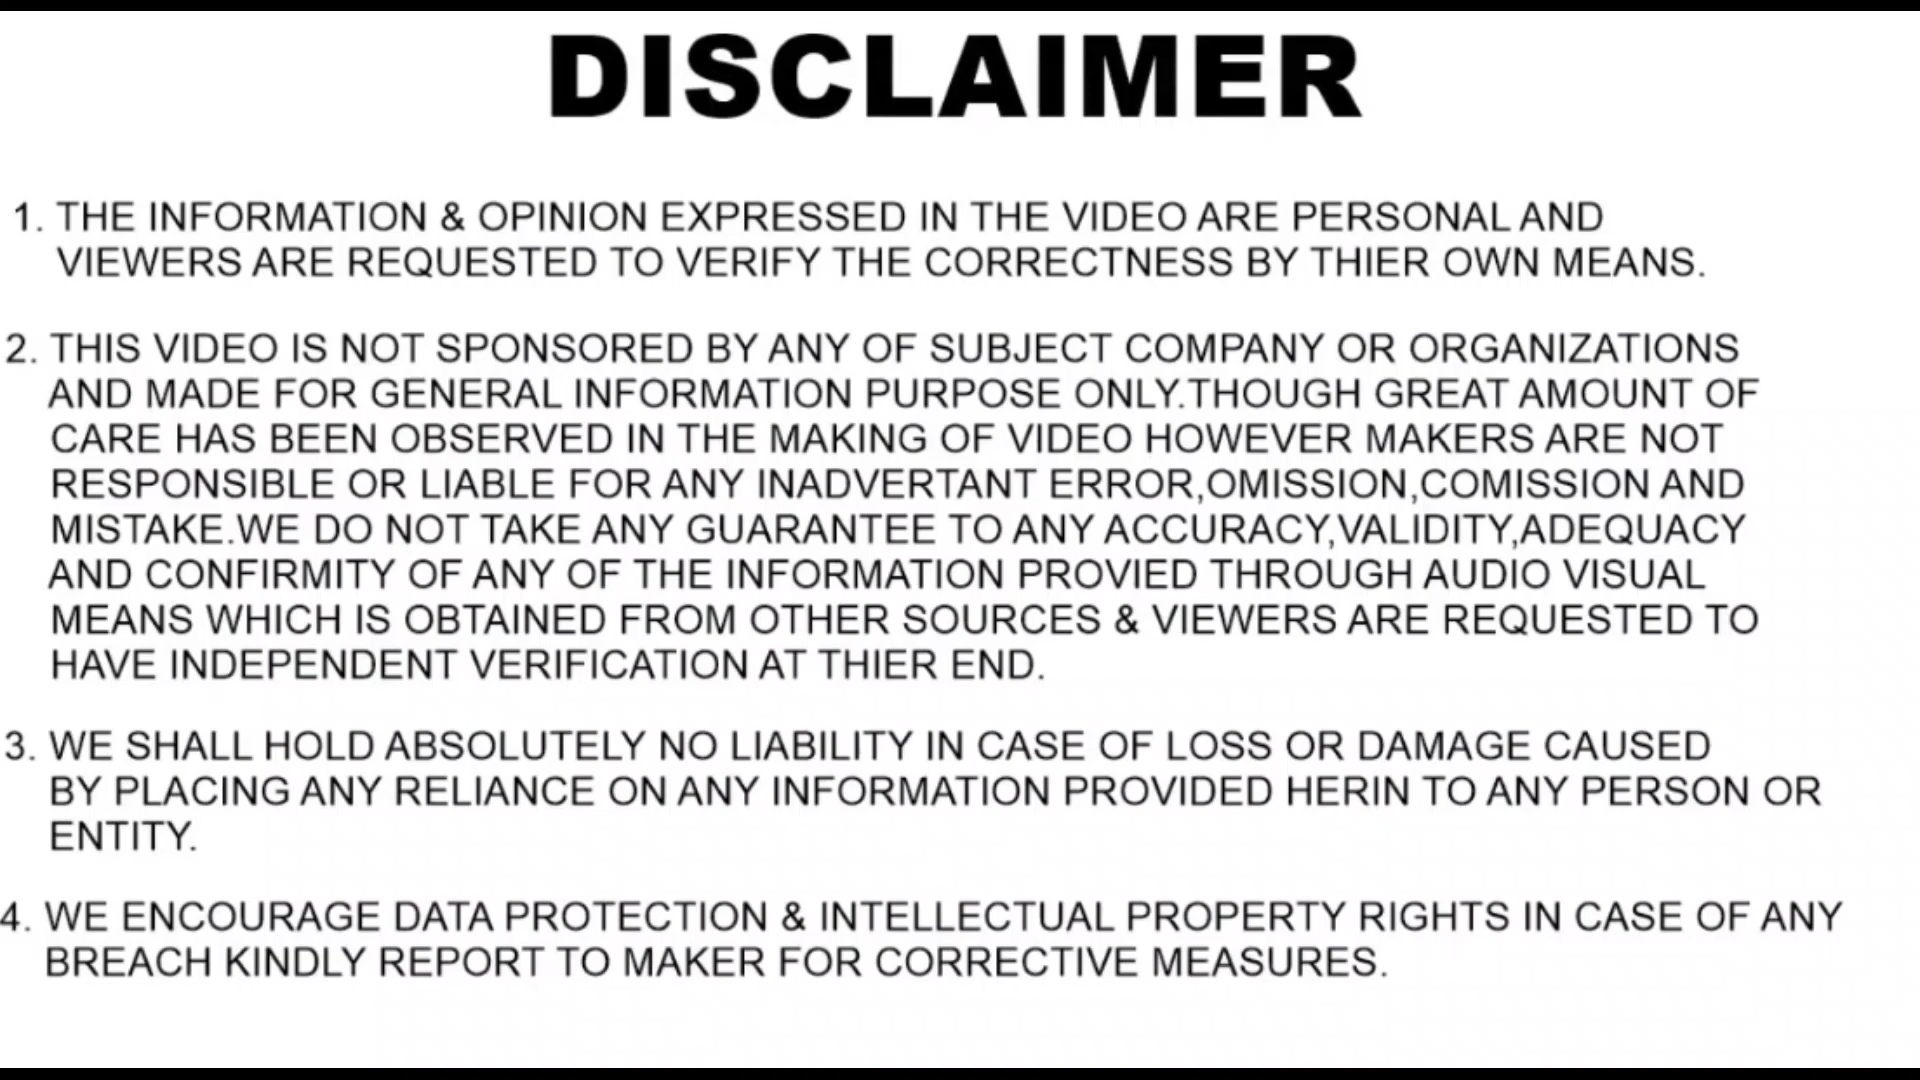 DISCLAIMER
1. THE INFORMATION & OPINION EXPRESSED IN THE VIDEO ARE PERSONAL AND
VIEWERS ARE REQUESTED TO VERIFY THE CORRECTNESS BY THIER OWN MEANS.
2. THIS VIDEO IS NOT SPONSORED BY ANY OF SUBJECT COMPANY OR ORGANIZATIONS
AND MADE FOR GENERAL INFORMATION PURPOSE ONLY.THOUGH GREAT AMOUNT OF
CARE HAS BEEN OBSERVED IN THE MAKING OF VIDEO HOWEVER MAKERS ARE NOT
RESPONSIBLE OR LIABLE FOR ANY INADVERTANT ERROR,OMISSION,COMISSION AND
MISTAKE.WE DO NOT TAKE ANY GUARANTEE TO ANY ACCURACY,VALIDITY,ADEQUACY
AND CONFIRMITY OF ANY OF THE INFORMATION PROVIED THROUGH AUDIO VISUAL
MEANS WHICH IS OBTAINED FROM OTHER SOURCES & VIEWERS ARE REQUESTED TO
HAVE INDEPENDENT VERIFICATION AT THIER END.
3. WE SHALL HOLD ABSOLUTELY NO LIABILITY IN CASE OF LOSS OR DAMAGE CAUSED
BY PLACING ANY RELIANCE ON ANY INFORMATION PROVIDED HERIN TO ANY PERSON OR
ENTITY.
4. WE ENCOURAGE DATA PROTECTION & INTELLECTUAL PROPERTY RIGHTS IN CASE OF ANY
BREACH KINDLY REPORT TO MAKER FOR CORRECTIVE MEASURES.